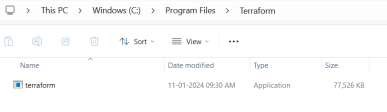 This PC > Windows (C:) > Program Files > Terraform
Sort View ...
Name Date modified Type Size
terraform 11-01-2024 09:30 AM Application 77,526 KB